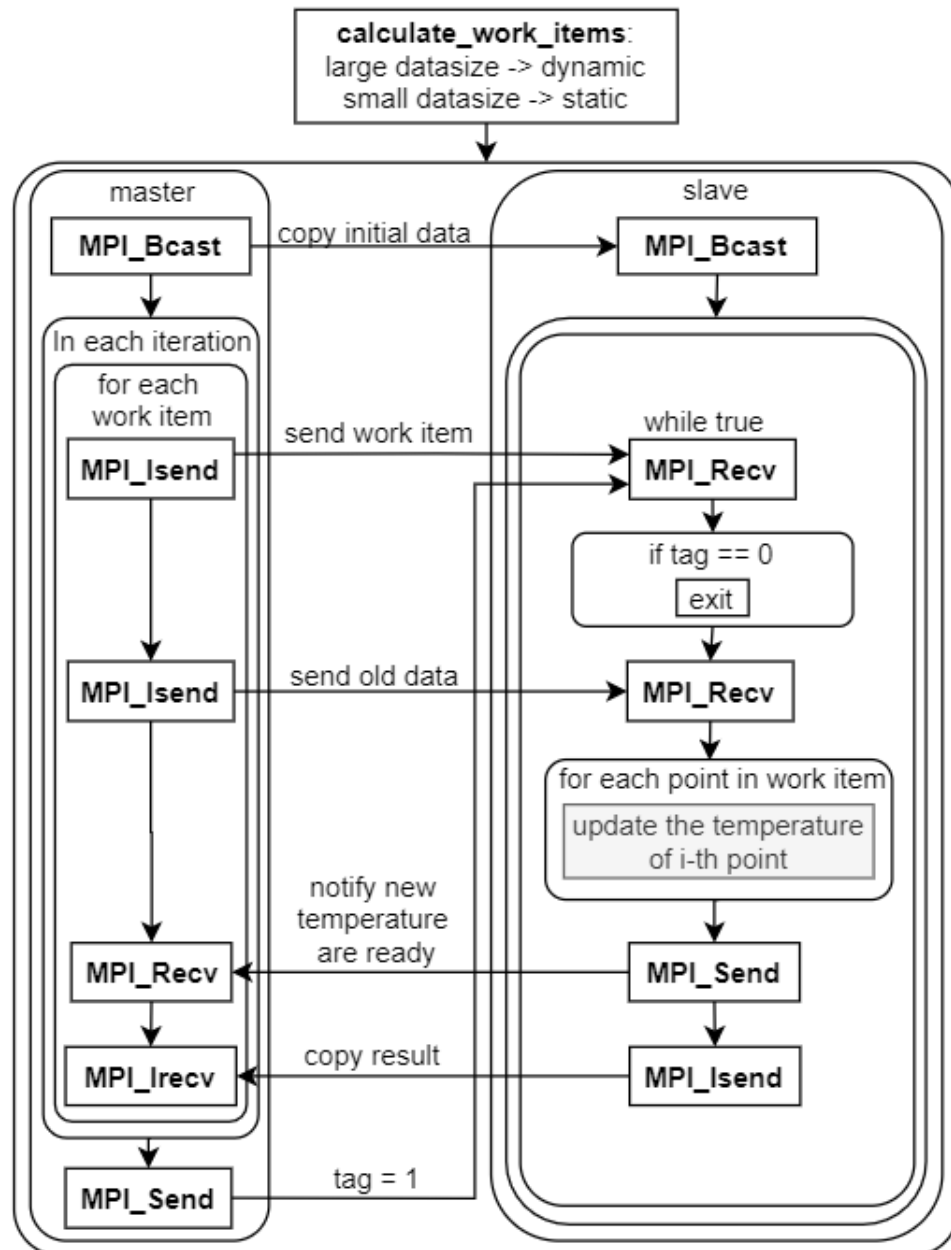 calculate_work_items:
large datasize -> dynamic
small datasize -> static
master
slave
MPI_Bcast
copy initial data
MPI_Bcast
In each iteration
for each
work item
send work item
while true
MPI_Isend
MPI_Recv
if tag == 0
exit
MPI_Isend
send old data
MPI_Recv
for each point in work item
update the temperature
of i-th point
notify new
temperature
are ready
MPI_Recv
MPI_Send
MPI_Irecv
copy result
MPI_Isend
MPI_Send
tag = 1